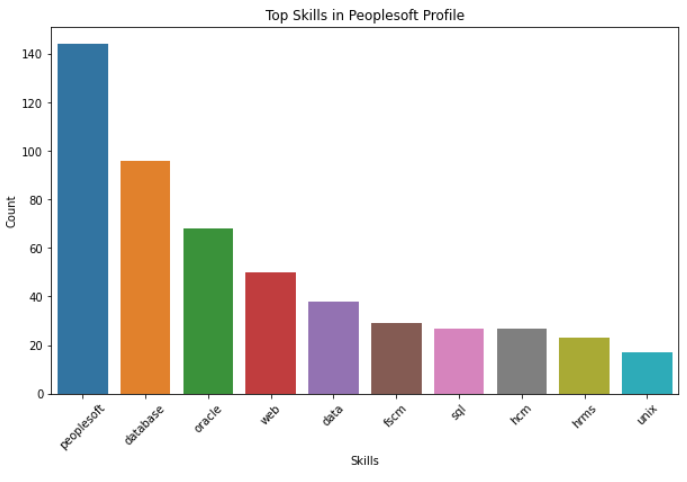 Top Skills in Peoplesoft Profile
140
120
100
80
60
40
20
0
Count
peoplesoft
database
oracle
web
data
fscm
sql
hcm
hrms
unix
Skills